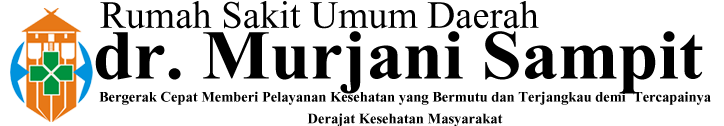 Rumah Sakit Umum Daerah
dr. Murjani Sampit
Bergerak Cepat Memberi Pelayanan Kesehatan yang Bermutu dan Terjangkau demi Tercapainya
Derajat Kesehatan Masyarakat